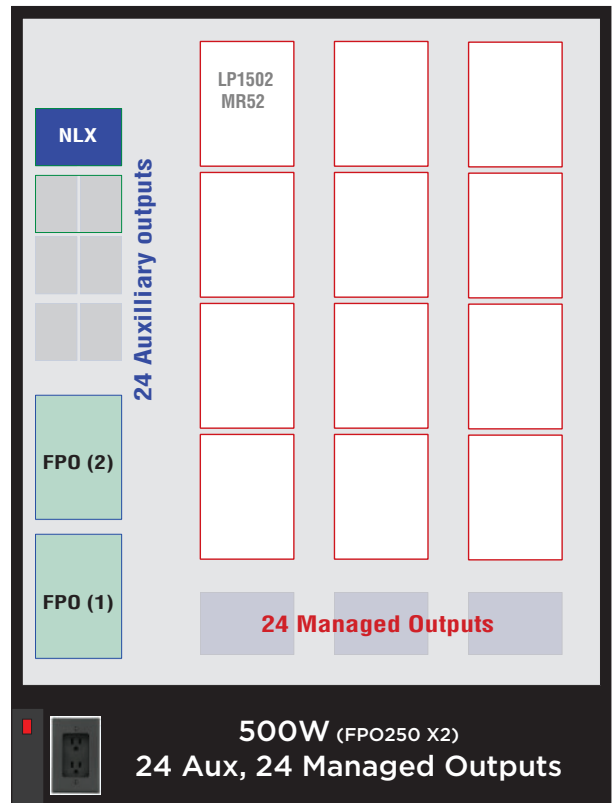 LP1502
MR52
NLX
24 Auxilliary outputs
FPO (2)
FPO (1)
24 Managed Outputs
500W (FPO250 X2)
24 Aux, 24 Managed Outputs